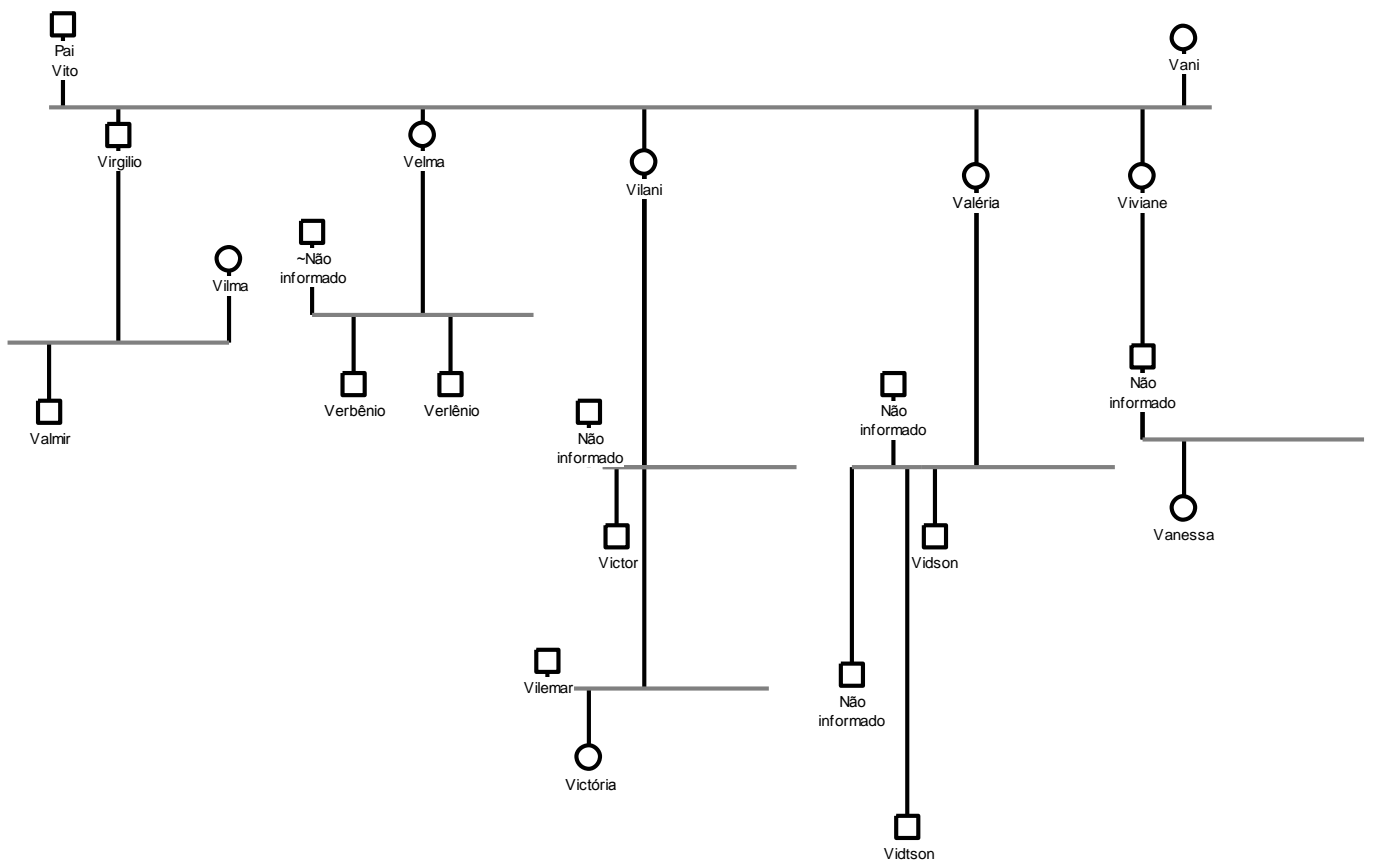 Pai
Vito
Vani
Virgilio
Velma
Vilani
Valéria
Viviane
~Não
informado
Vilma
Verbênio
Verlênio
Valmir
Não
informado
Não
informado
Não
informado
Victor
Vidson
Vanessa
Vilemar
Não
informado
Victória
Vidtson